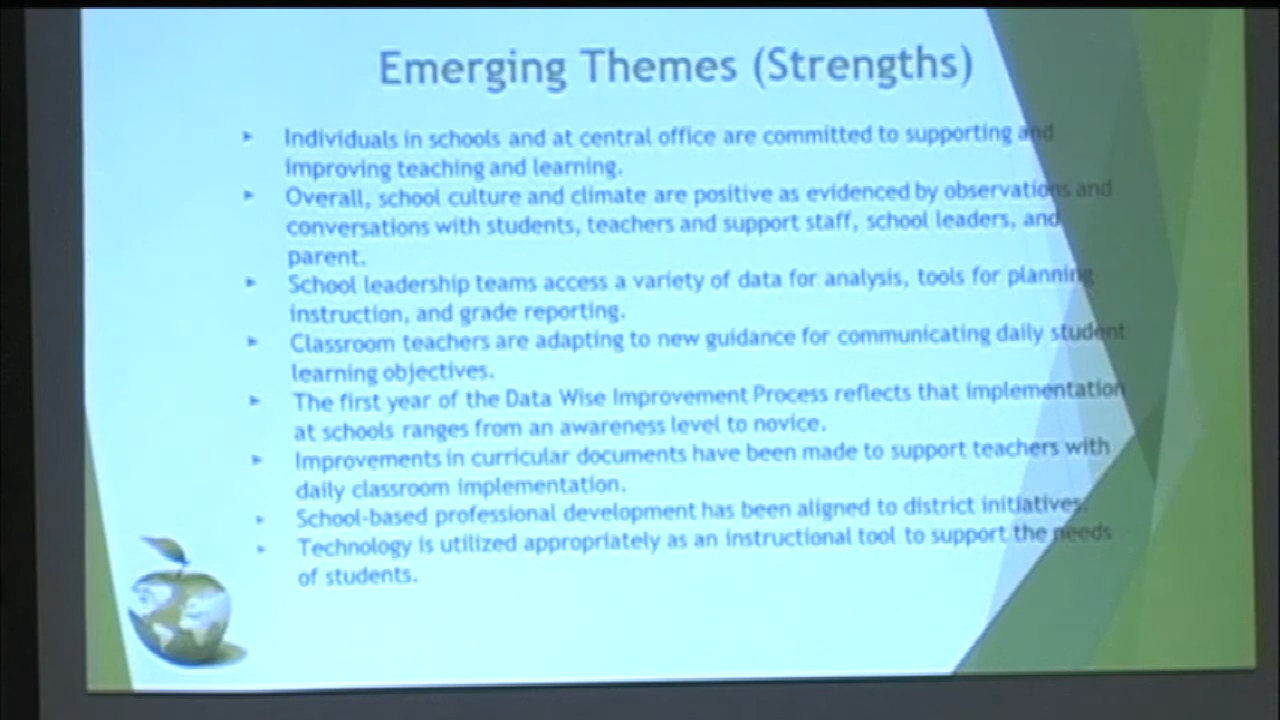 Emerging Themes (Strengths)
Individuals in schools and at central office are committed to supporting and
improving teaching and learning.
Overall, school culture and climate are positive as evidenced by observations and
conversations with students, teachers and support staff, school leaders, and
parent.
School leadership teams access a variety of data for analysis, tools for planning
instruction, and grade reporting.
Classroom teachers are adapting to new guidance for communicating daily student
learning objectives.
The first year of the Data Wise Improvement Process reflects that implementation
at schools ranges from an awareness level to novice.
Improvements in curricular documents have been made to support teachers with
daily classroom implementation.
School-based professional development has been aligned to district initiatives.
Technology is utilized appropriately as an instructional tool to support the needs
of students.